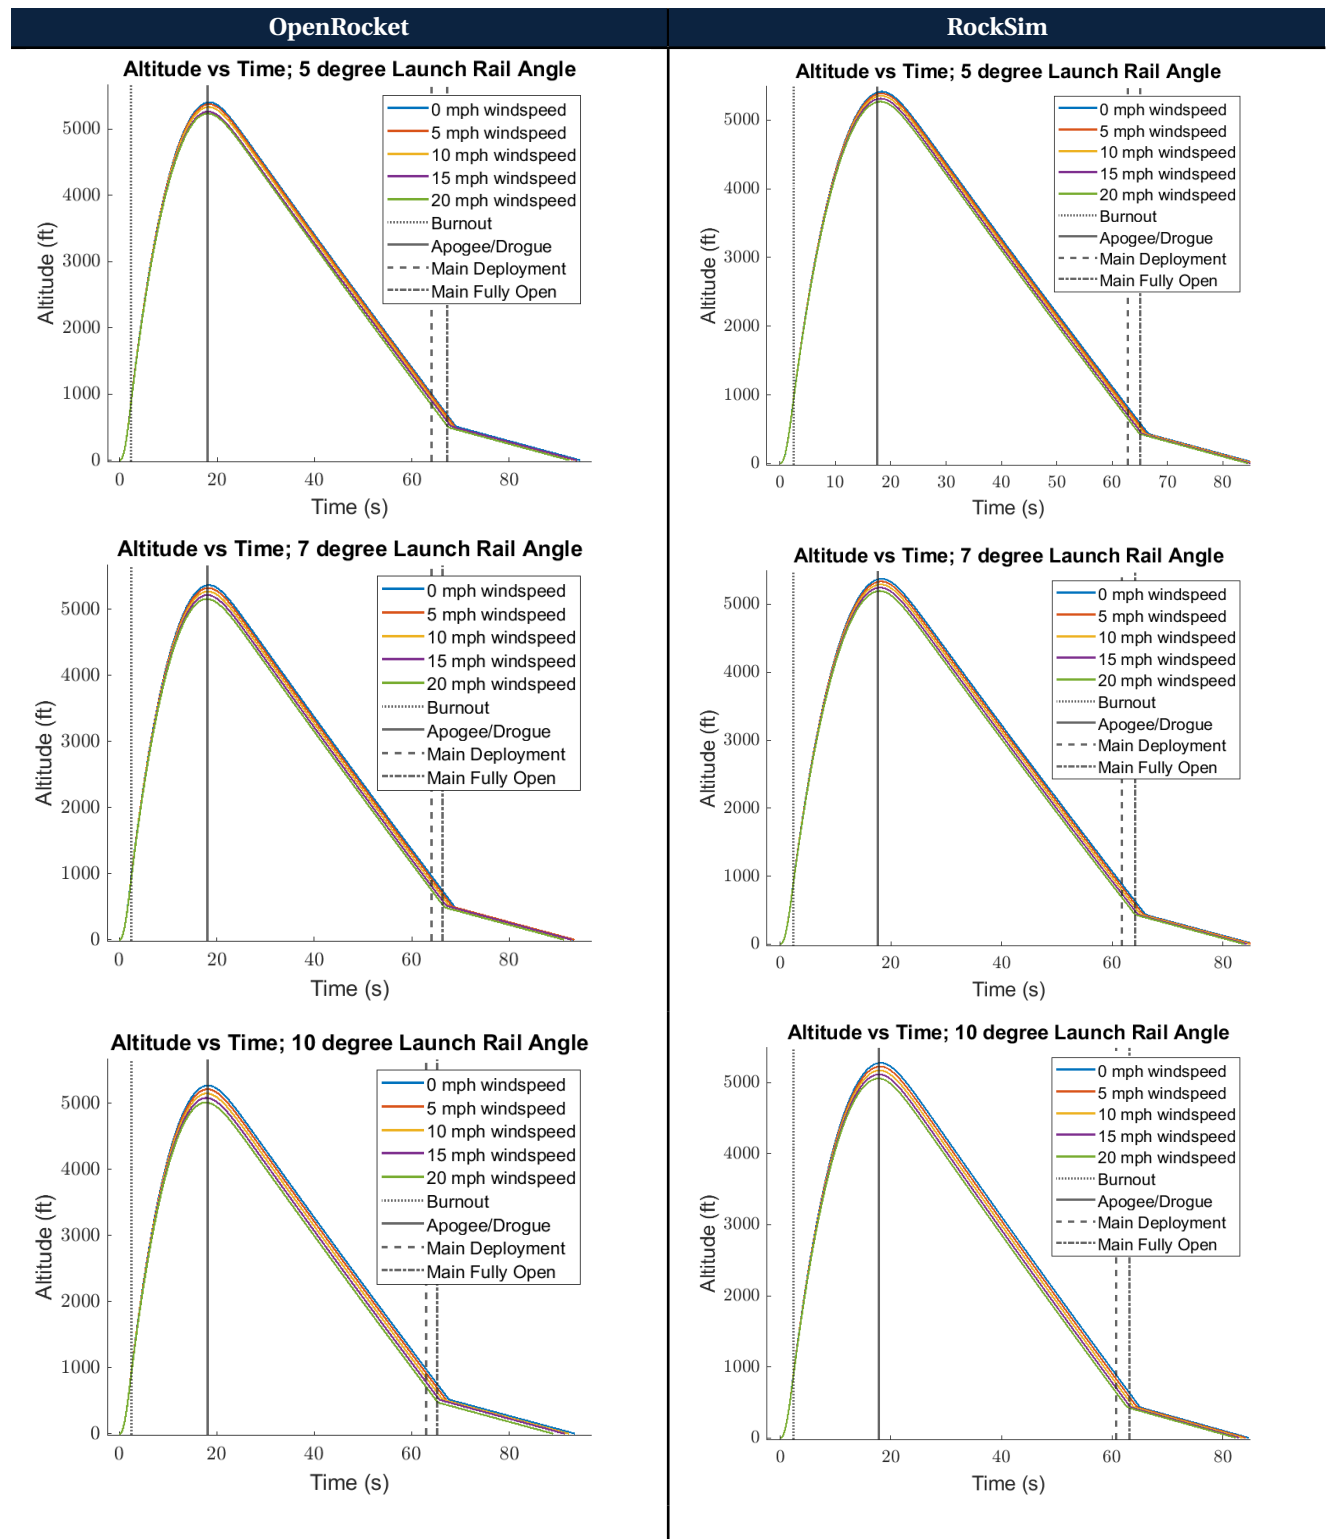 OpenRocket
RockSim
Altitude vs Time; 5 degree Launch Rail Angle
5000
4000
3000
2000
1000
0
Altitude (ft)
0 20 40 60 80
Time (s)
0 mph windspeed
5 mph windspeed
10 mph windspeed
15 mph windspeed
20 mph windspeed
Burnout
Apogee/Drogue
Main Deployment
Main Fully Open
Altitude vs Time; 5 degree Launch Rail Angle
5000
4000
3000
2000
1000
0
Altitude (ft)
0 10 20 30 40 50 60 70 80
Time (s)
0 mph windspeed
5 mph windspeed
10 mph windspeed
15 mph windspeed
20 mph windspeed
Burnout
Apogee/Drogue
Main Deployment
Main Fully Open
Altitude vs Time; 7 degree Launch Rail Angle
5000
4000
3000
2000
1000
0
Altitude (ft)
0 20 40 60 80
Time (s)
0 mph windspeed
5 mph windspeed
10 mph windspeed
15 mph windspeed
20 mph windspeed
Burnout
Apogee/Drogue
Main Deployment
Main Fully Open
Altitude vs Time; 7 degree Launch Rail Angle
5000
4000
3000
2000
1000
0
Altitude (ft)
0 20 40 60 80
Time (s)
0 mph windspeed
5 mph windspeed
10 mph windspeed
15 mph windspeed
20 mph windspeed
Burnout
Apogee/Drogue
Main Deployment
Main Fully Open
Altitude vs Time; 10 degree Launch Rail Angle
5000
4000
3000
2000
1000
0
Altitude (ft)
0 20 40 60 80
Time (s)
0 mph windspeed
5 mph windspeed
10 mph windspeed
15 mph windspeed
20 mph windspeed
Burnout
Apogee/Drogue
Main Deployment
Main Fully Open
Altitude vs Time; 10 degree Launch Rail Angle
5000
4000
3000
2000
1000
0
Altitude (ft)
0 20 40 60 80
Time (s)
0 mph windspeed
5 mph windspeed
10 mph windspeed
15 mph windspeed
20 mph windspeed
Burnout
Apogee/Drogue
Main Deployment
Main Fully Open